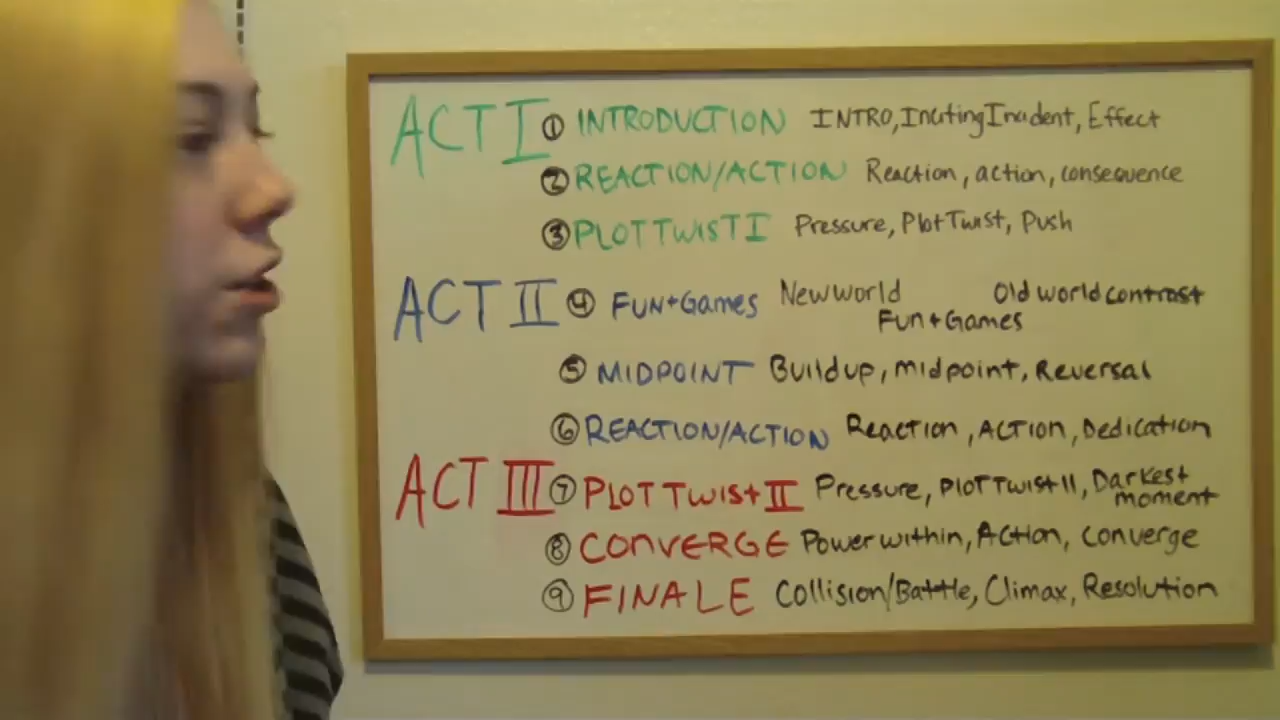 ACT I ① INTRODUCTION INTRO, Inciting Incident, Effect
② REACTION/ACTION Reaction, action, consequence
③ PLOT TWIST I Pressure, Plot Twist, Push
ACT II ④ FUN+GAMES New world Old world contrast
Fun + Games
⑤ MIDPOINT Buildup, midpoint, Reversal
⑥ REACTION/ACTION Reaction, ACTION, Dedication
ACT III ⑦ PLOT TWIST II Pressure, PLOT TWIST II, Darkest
moment
⑧ CONVERGE Power within, Action, converge
⑨ FINALE Collision/Battle, Climax, Resolution